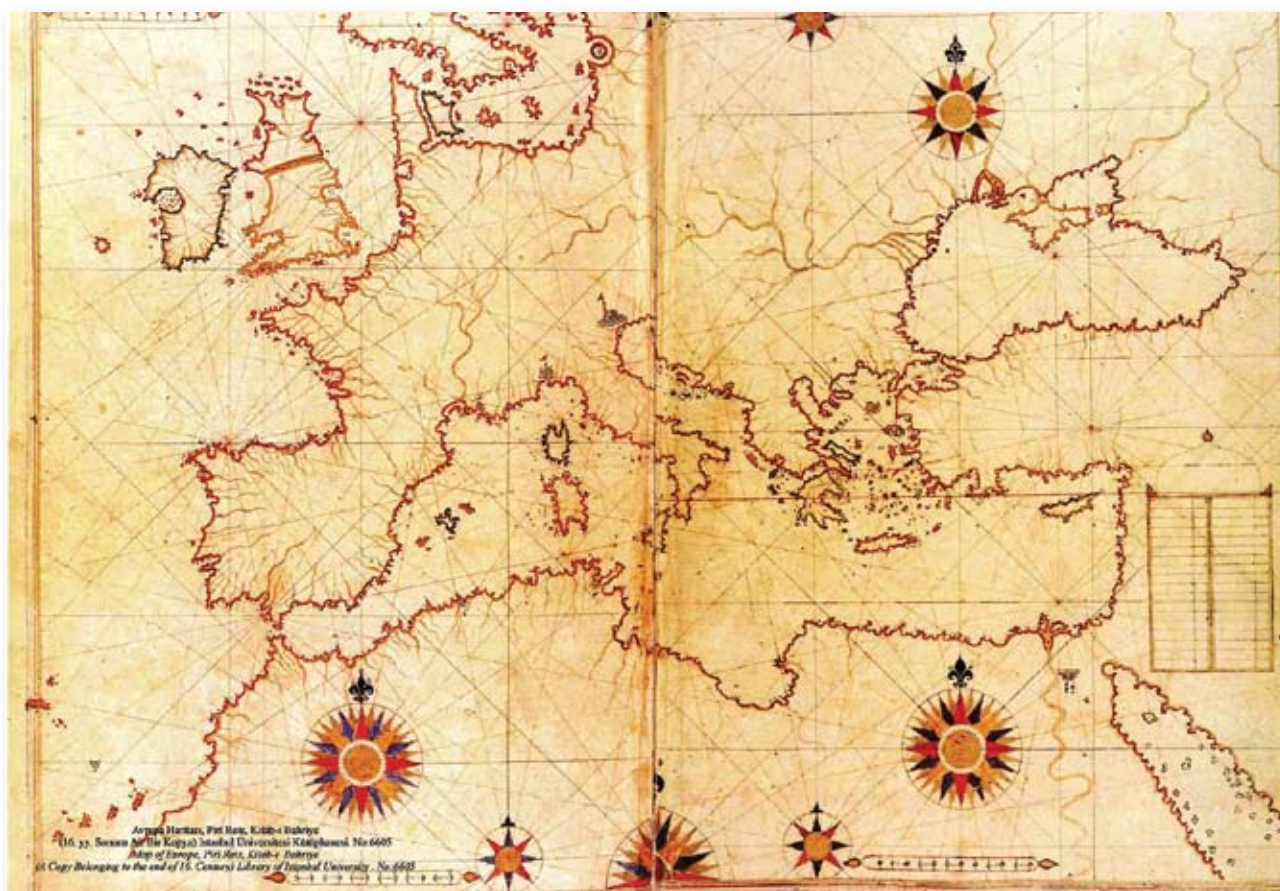 Avrupa Haritası, Piri Reis, Kitab-ı Bahriye
(16. yy. Sonuna Ait Bir Kopya) İstanbul Üniversitesi Kütüphanesi. No 6605
Map of Europe, Piri Reis, Kitab-ı Bahriye
(A Copy Belonging to the end of 16. Century) Library of Istanbul University. No:6605